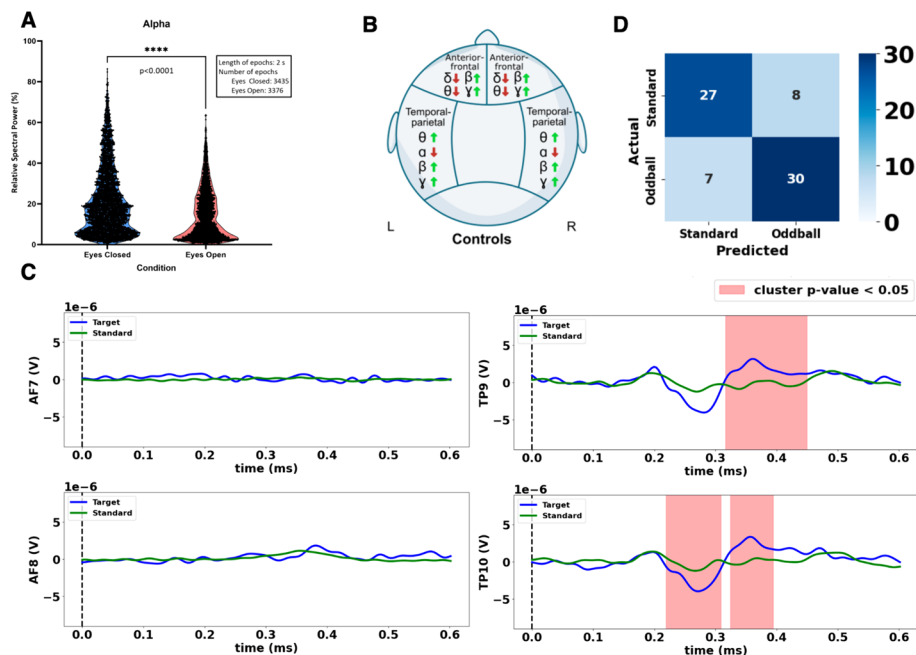 A
Alpha
****
p<0.0001
Length of epochs: 2 s
Number of epochs
Eyes Closed: 3435
Eyes Open: 3376
Relative Spectral Power (%)
100
80
60
40
20
0
Eyes Closed
Eyes Open
Condition
B
Anterior-
frontal
δ↓ β↑
θ↓ γ↑
Anterior-
frontal
δ↓ β↑
θ↓ γ↑
Temporal-
parietal
θ ↑
α ↓
β ↑
γ ↑
Temporal-
parietal
θ ↑
α ↓
β ↑
γ ↑
L
R
Controls
D
Actual
Standard
Oddball
27
8
7
30
Standard
Oddball
Predicted
30
20
10
0
C
cluster p-value < 0.05
1e-6
Target
Standard
AF7 (V)
5
0
−5
0.0 0.1 0.2 0.3 0.4 0.5 0.6
time (ms)
1e-6
Target
Standard
TP9 (V)
5
0
−5
0.0 0.1 0.2 0.3 0.4 0.5 0.6
time (ms)
1e-6
Target
Standard
AF8 (V)
5
0
−5
0.0 0.1 0.2 0.3 0.4 0.5 0.6
time (ms)
1e-6
Target
Standard
TP10 (V)
5
0
−5
0.0 0.1 0.2 0.3 0.4 0.5 0.6
time (ms)